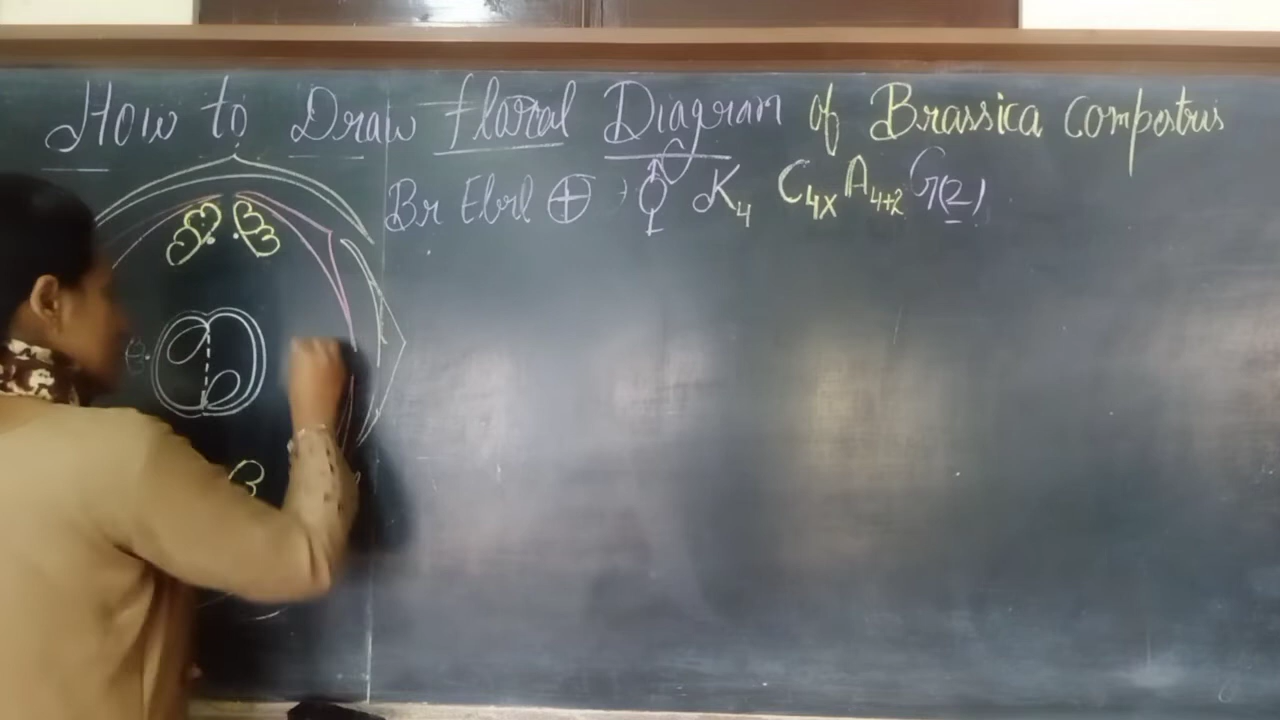 How to Draw Floral Diagram of Brassica Compestris
Br Ebrl ⊕ ⚥ K4 C4x A4+2 G(2)